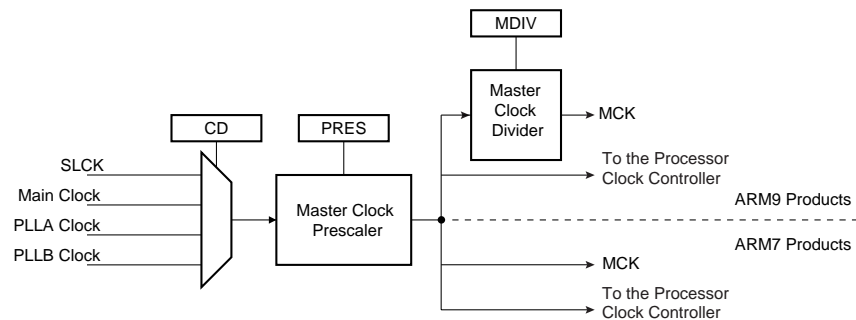 MDIV
Master
Clock
Divider
MCK
CD
PRES
SLCK
Main Clock
PLLA Clock
PLLB Clock
Master Clock
Prescaler
To the Processor
Clock Controller
ARM9 Products
ARM7 Products
MCK
To the Processor
Clock Controller